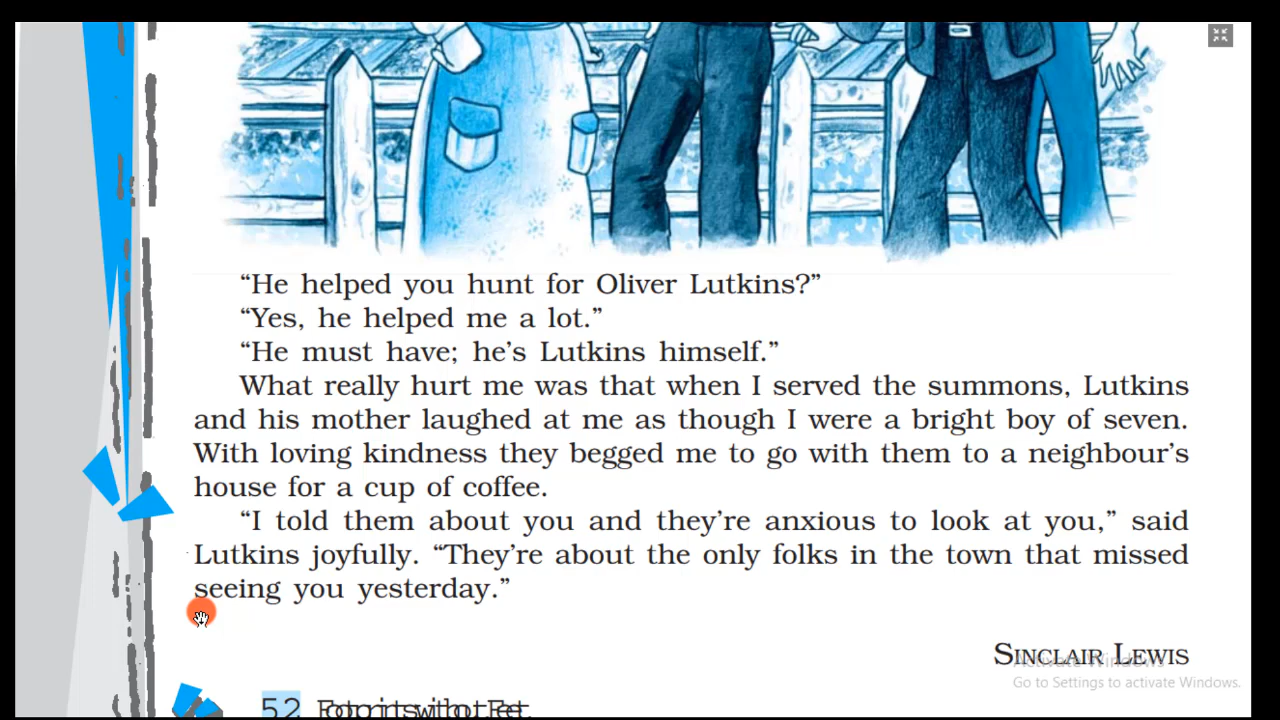 “He helped you hunt for Oliver Lutkins?”
“Yes, he helped me a lot.”
“He must have; he’s Lutkins himself.”
What really hurt me was that when I served the summons, Lutkins
and his mother laughed at me as though I were a bright boy of seven.
With loving kindness they begged me to go with them to a neighbour’s
house for a cup of coffee.
“I told them about you and they’re anxious to look at you,” said
Lutkins joyfully. “They’re about the only folks in the town that missed
seeing you yesterday.”
SINCLAIR LEWIS
Activate Windows
Go to Settings to activate Windows.
52